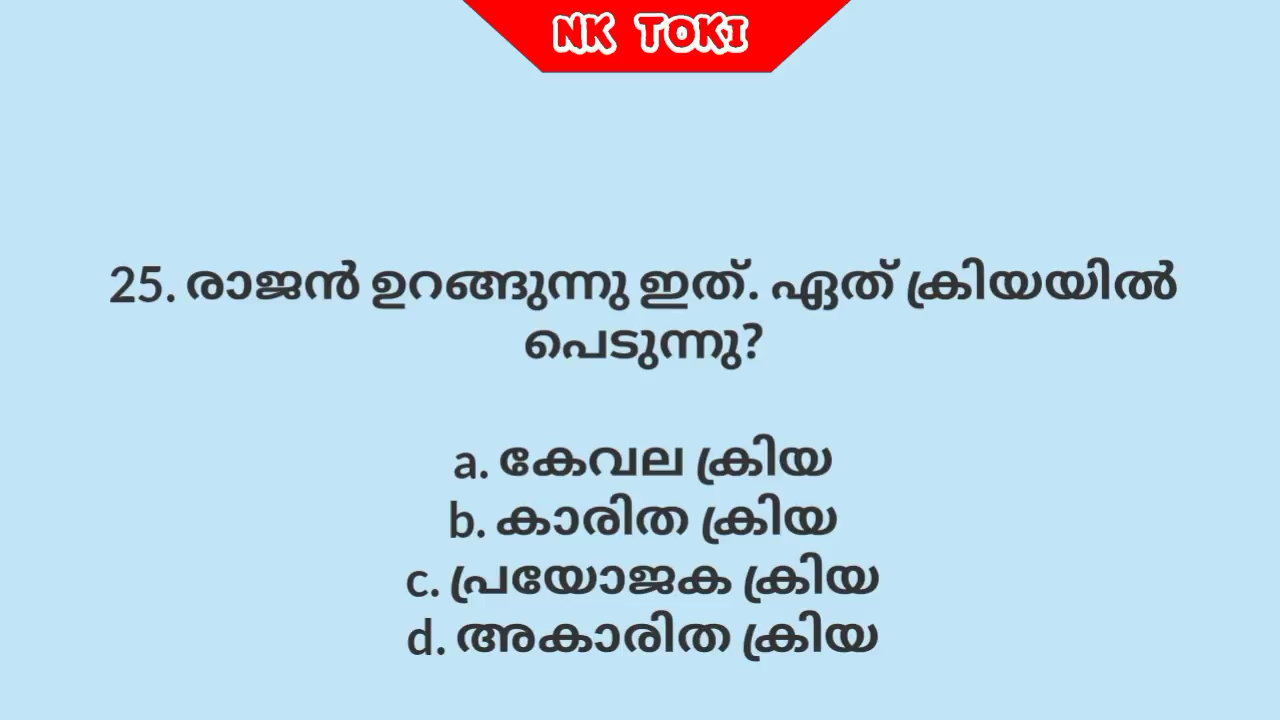 NK TOKI
25. രാജൻ ഉറങ്ങുന്നു ഇത്. ഏത് ക്രിയയിൽ
പെടുന്നു?
a. കേവല ക്രിയ
b. കാരിത ക്രിയ
c. പ്രയോജക ക്രിയ
d. അകാരിത ക്രിയ